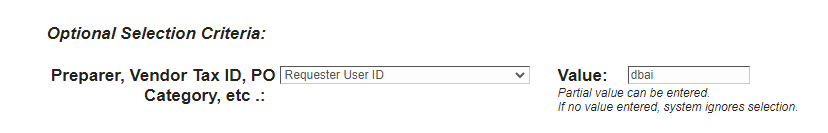 Optional Selection Criteria:
Preparer, Vendor Tax ID, PO Requester User ID Value: dbai
Category, etc .: Partial value can be entered.
If no value entered, system ignores selection.